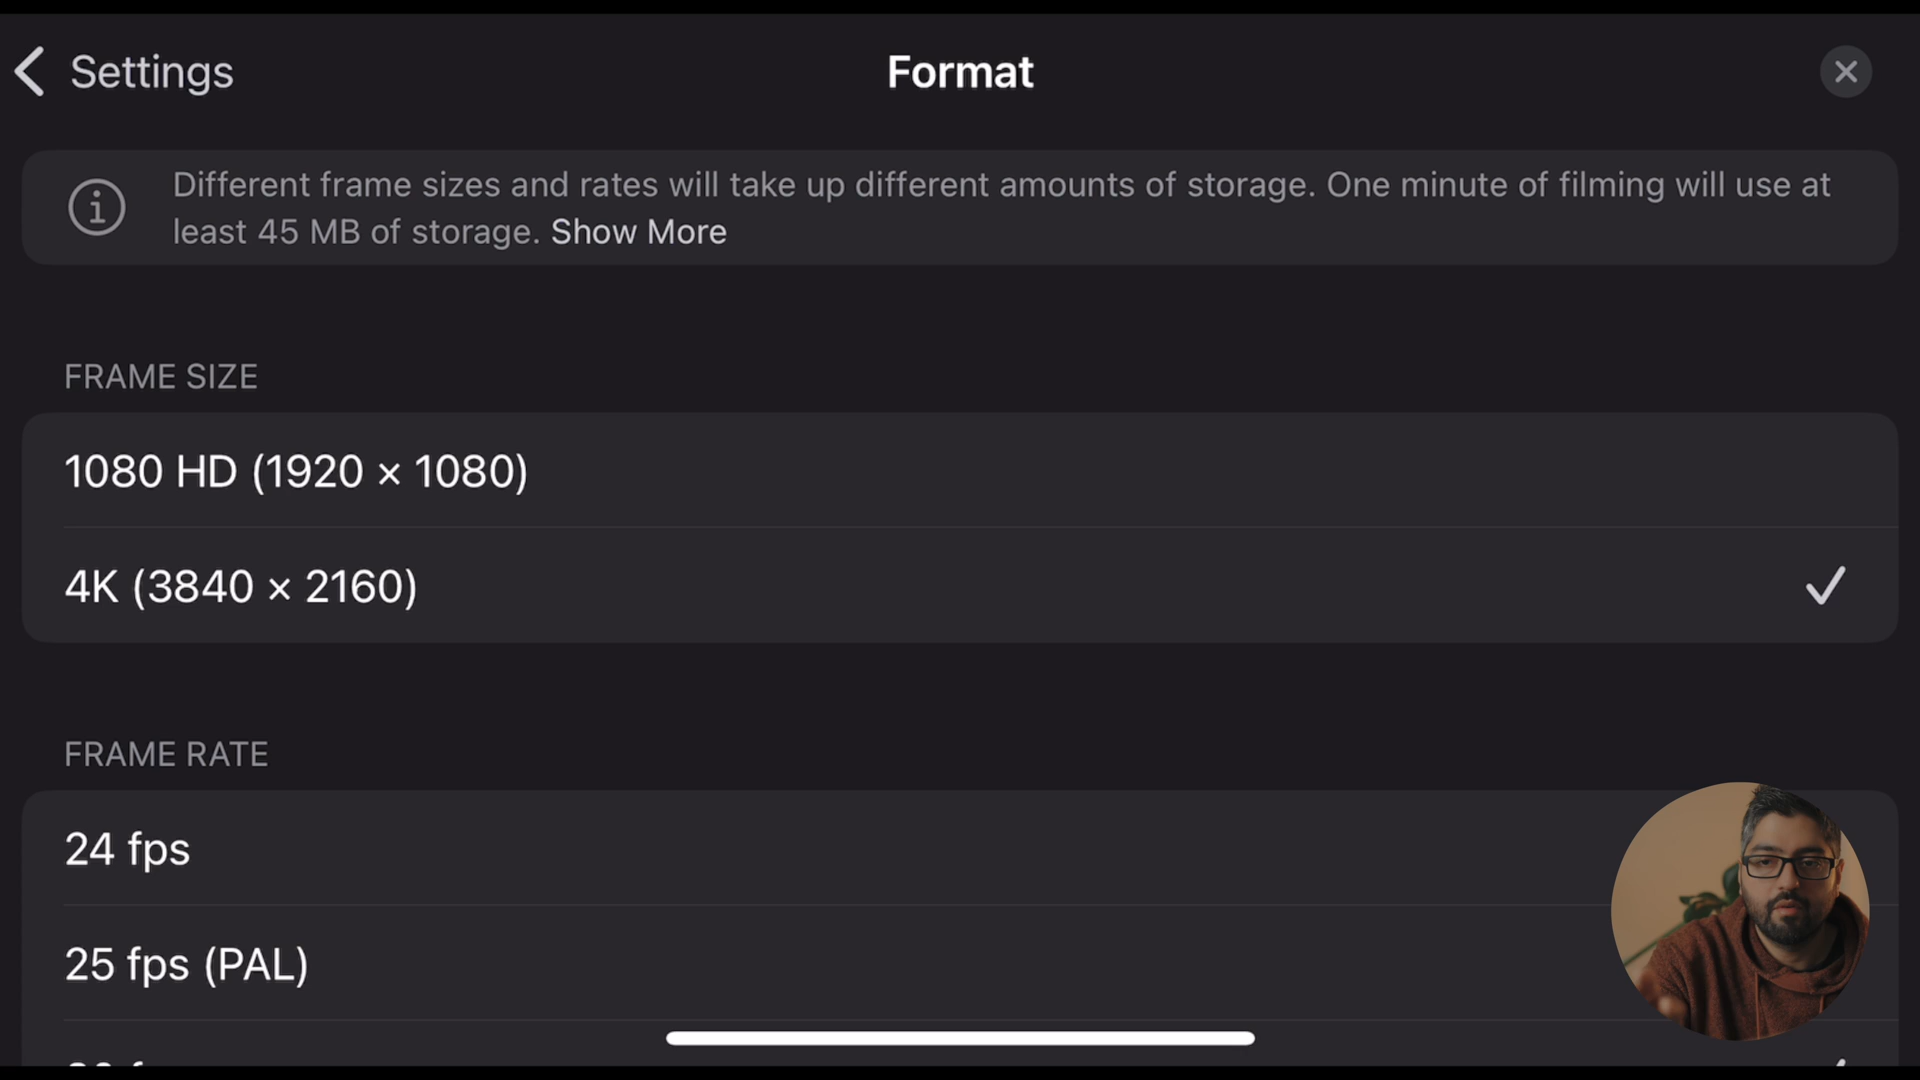 Settings
Format
Different frame sizes and rates will take up different amounts of storage. One minute of filming will use at
least 45 MB of storage. Show More
FRAME SIZE
1080 HD (1920 × 1080)
4K (3840 × 2160)
FRAME RATE
24 fps
25 fps (PAL)